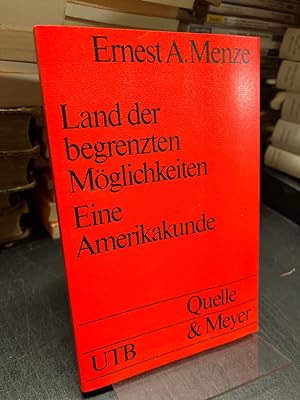 Ernest A. Menze
Land der
begrenzten
Möglichkeiten
Eine
Amerikakunde
Quelle
& Meyer
UTB